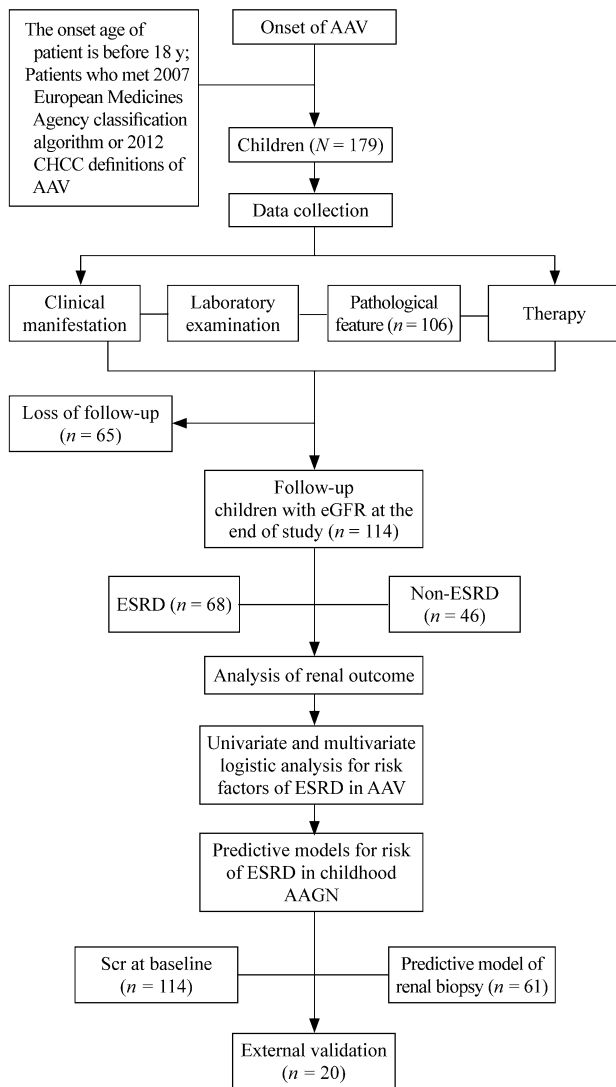 The onset age of
patient is before 18 y;
Patients who met 2007
European Medicines
Agency classification
algorithm or 2012
CHCC definitions of
AAV
Onset of AAV
Children (N = 179)
Data collection
Clinical
manifestation
Laboratory
examination
Pathological
feature (n = 106)
Therapy
Loss of follow-up
(n = 65)
Follow-up
children with eGFR at the
end of study (n = 114)
ESRD (n = 68)
Non-ESRD
(n = 46)
Analysis of renal outcome
Univariate and multivariate
logistic analysis for risk
factors of ESRD in AAV
Predictive models for risk
of ESRD in childhood
AAGN
Scr at baseline
(n = 114)
Predictive model of
renal biopsy (n = 61)
External validation
(n = 20)